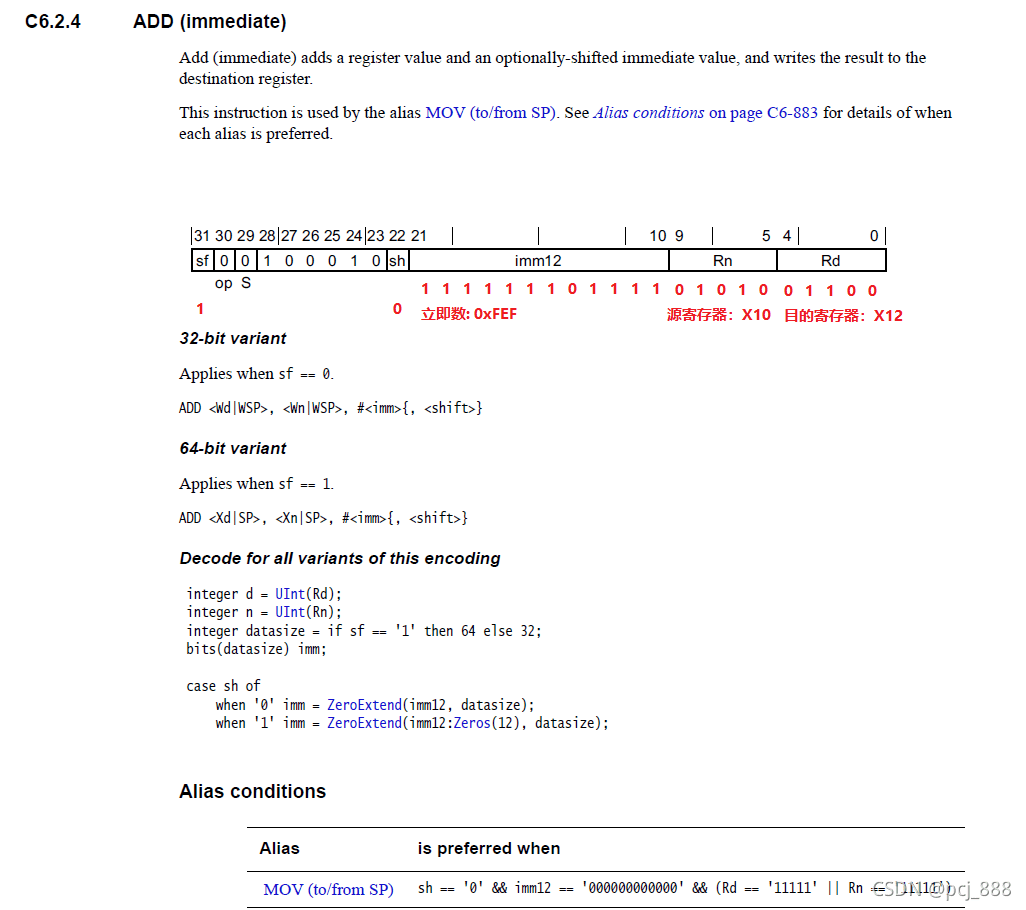 C6.2.4 ADD (immediate)
Add (immediate) adds a register value and an optionally-shifted immediate value, and writes the result to the
destination register.
This instruction is used by the alias MOV (to/from SP). See Alias conditions on page C6-883 for details of when
each alias is preferred.
31 30 29 28 27 26 25 24 23 22 21 10 9 5 4 0
sf 0 0 1 0 0 0 1 0 sh imm12 Rn Rd
op S
1 1 1 1 1 1 1 0 1 1 1 1 0 1 0 1 0 0 1 1 0 0
1 0 立即数: 0xFEF 源寄存器：X10 目的寄存器：X12
32-bit variant
Applies when sf == 0.
ADD <Wd|WSP>, <Wn|WSP>, #<imm>{, <shift>}
64-bit variant
Applies when sf == 1.
ADD <Xd|SP>, <Xn|SP>, #<imm>{, <shift>}
Decode for all variants of this encoding
integer d = UInt(Rd);
integer n = UInt(Rn);
integer datasize = if sf == '1' then 64 else 32;
bits(datasize) imm;
case sh of
when '0' imm = ZeroExtend(imm12, datasize);
when '1' imm = ZeroExtend(imm12:Zeros(12), datasize);
Alias conditions
Alias is preferred when
MOV (to/from SP) sh == '0' && imm12 == '000000000000' && (Rd == '11111' || Rn == '11111')
CSDN @pcj_888